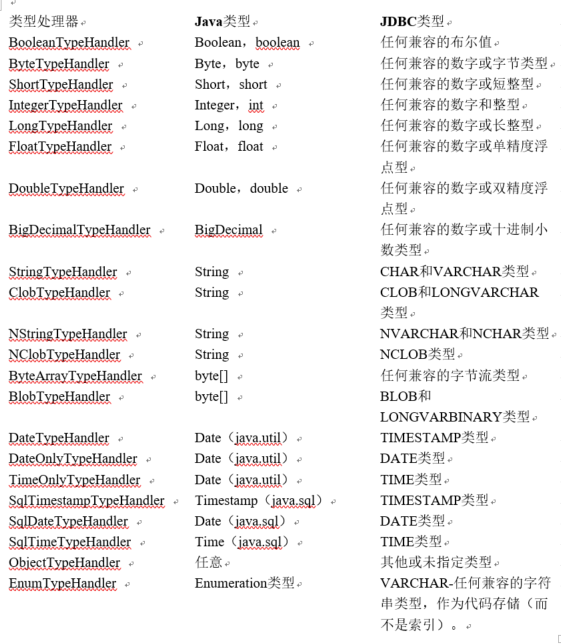 类型处理器 Java类型 JDBC类型
BooleanTypeHandler Boolean，boolean 任何兼容的布尔值
ByteTypeHandler Byte，byte 任何兼容的数字或字节类型
ShortTypeHandler Short，short 任何兼容的数字或短整型
IntegerTypeHandler Integer，int 任何兼容的数字和整型
LongTypeHandler Long，long 任何兼容的数字或长整型
FloatTypeHandler Float，float 任何兼容的数字或单精度浮
点型
DoubleTypeHandler Double，double 任何兼容的数字或双精度浮
点型
BigDecimalTypeHandler BigDecimal 任何兼容的数字或十进制小
数类型
StringTypeHandler String CHAR和VARCHAR类型
ClobTypeHandler String CLOB和LONGVARCHAR
类型
NStringTypeHandler String NVARCHAR和NCHAR类型
NClobTypeHandler String NCLOB类型
ByteArrayTypeHandler byte[] 任何兼容的字节流类型
BlobTypeHandler byte[] BLOB和
LONGVARBINARY类型
DateTypeHandler Date（java.util） TIMESTAMP类型
DateOnlyTypeHandler Date（java.util） DATE类型
TimeOnlyTypeHandler Date（java.util） TIME类型
SqlTimestampTypeHandler Timestamp（java.sql） TIMESTAMP类型
SqlDateTypeHandler Date（java.sql） DATE类型
SqlTimeTypeHandler Time（java.sql） TIME类型
ObjectTypeHandler 任意 其他或未指定类型
EnumTypeHandler Enumeration类型 VARCHAR-任何兼容的字符
串类型，作为代码存储（而
不是索引）。